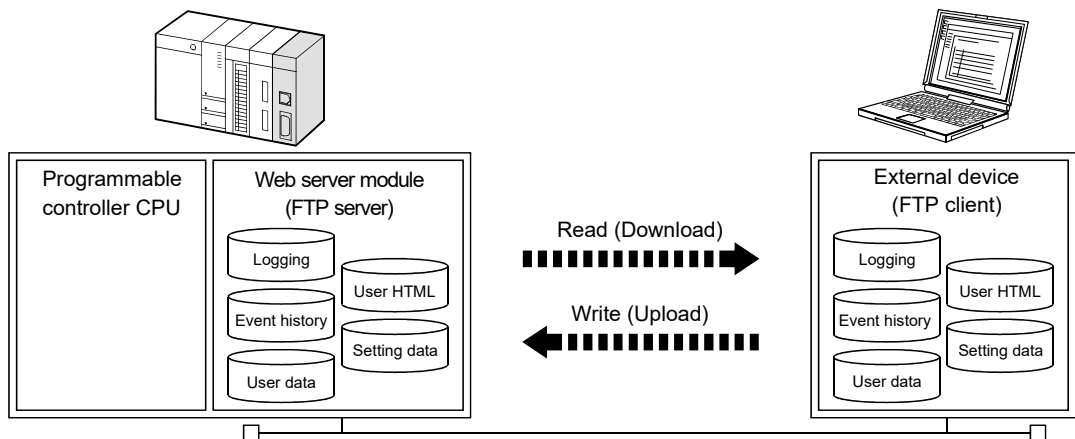 Programmable
controller CPU
Web server module
(FTP server)
Logging
User HTML
Event history
Setting data
User data
Read (Download)
Write (Upload)
External device
(FTP client)
Logging
User HTML
Event history
Setting data
User data